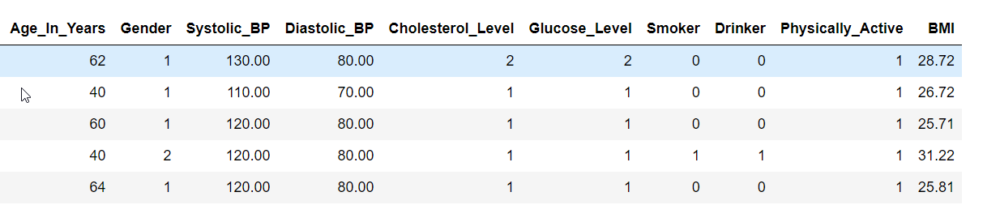 Age_In_Years Gender Systolic_BP Diastolic_BP Cholesterol_Level Glucose_Level Smoker Drinker Physically_Active BMI
62 1 130.00 80.00 2 2 0 0 1 28.72
40 1 110.00 70.00 1 1 0 0 1 26.72
60 1 120.00 80.00 1 1 0 0 1 25.71
40 2 120.00 80.00 1 1 1 1 1 31.22
64 1 120.00 80.00 1 1 0 0 1 25.81